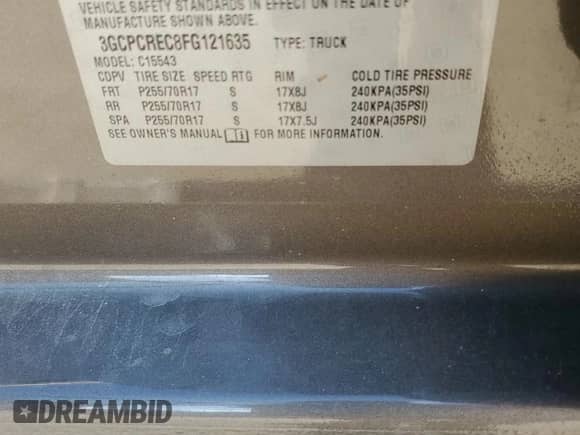 VEHICLE SAFETY STANDARDS IN EFFECT ON THE DATE OF
MANUFACTURE SHOWN ABOVE.
3GCPCREC8FG121635 TYPE: TRUCK
MODEL: C15543
CDPV TIRE SIZE SPEED RTG RIM COLD TIRE PRESSURE
FRT P255/70R17 S 17X8J 240KPA(35PSI)
RR P255/70R17 S 17X8J 240KPA(35PSI)
SPA P255/70R17 S 17X7.5J 240KPA(35PSI)
SEE OWNER'S MANUAL FOR MORE INFORMATION.
DREAMBID